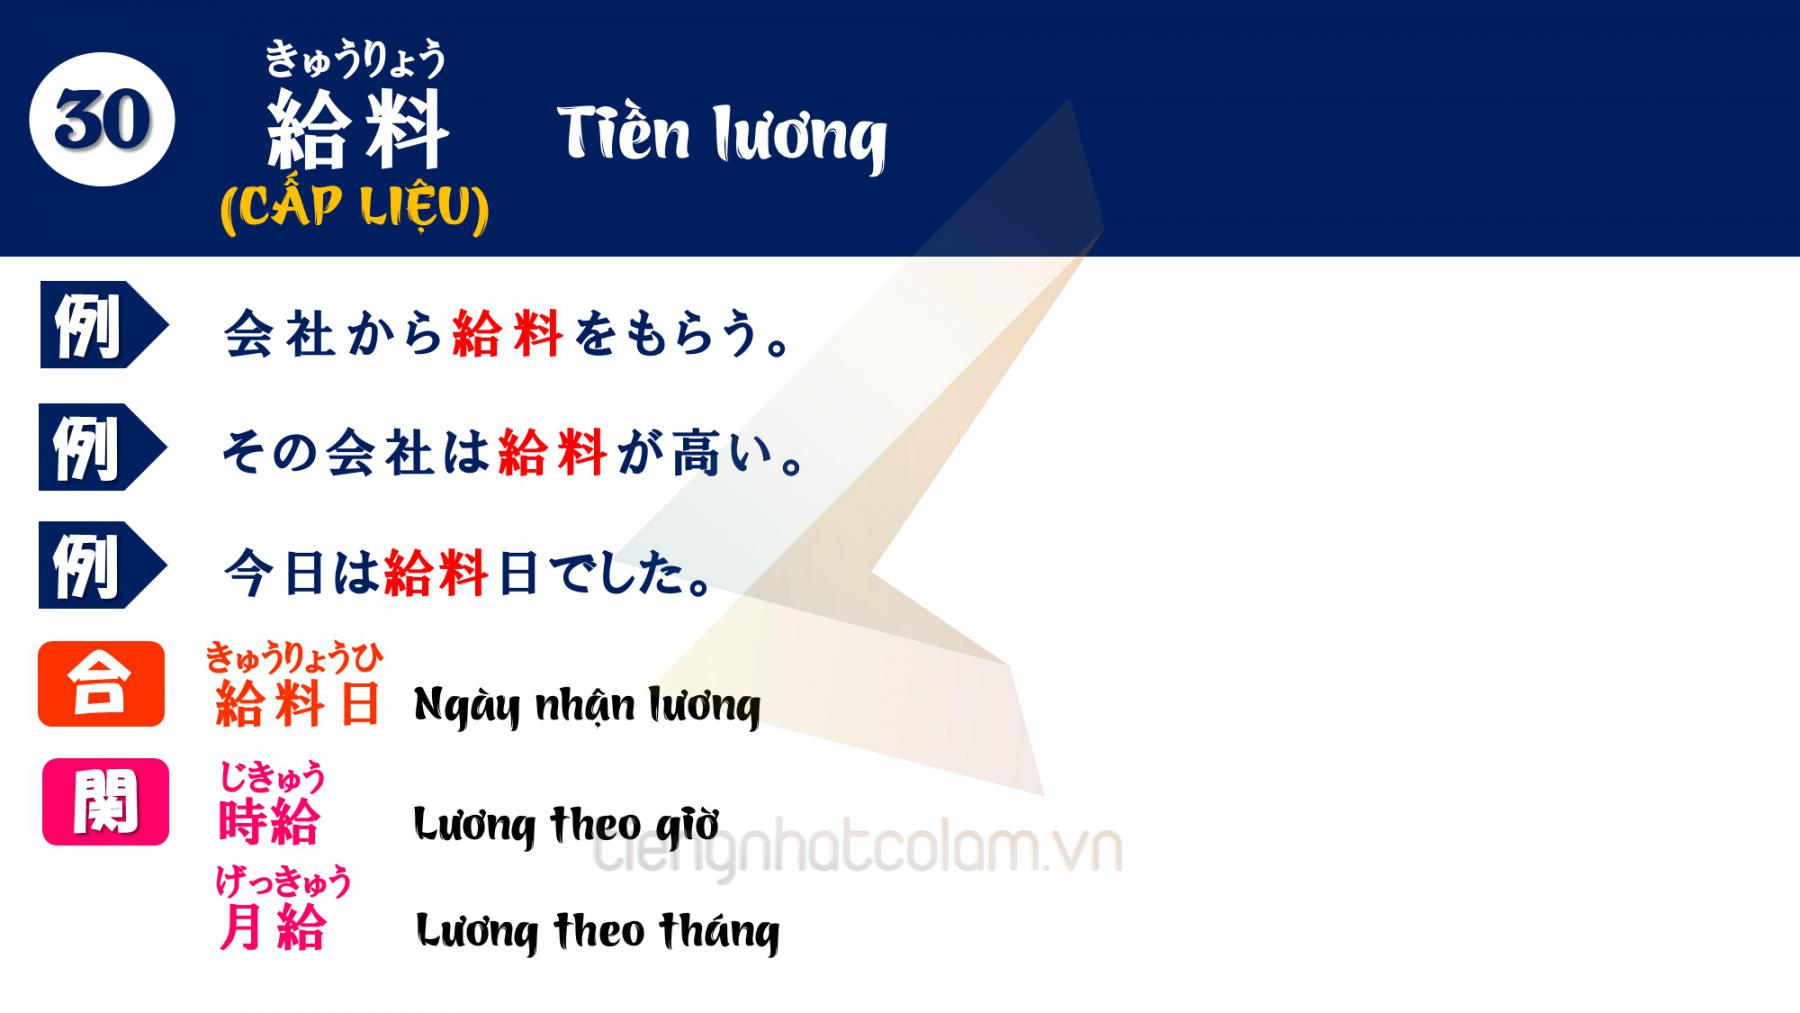 30
きゅうりょう
給料
(CẤP LIỆU)
Tiền lương
例 会社から給料をもらう。
例 その会社は給料が高い。
例 今日は給料日でした。
合
きゅうりょうひ
給料日 Ngày nhận lương
関
じきゅう
時給 Lương theo giờ
tiengnhatcolam.vn
げっきゅう
月給 Lương theo tháng